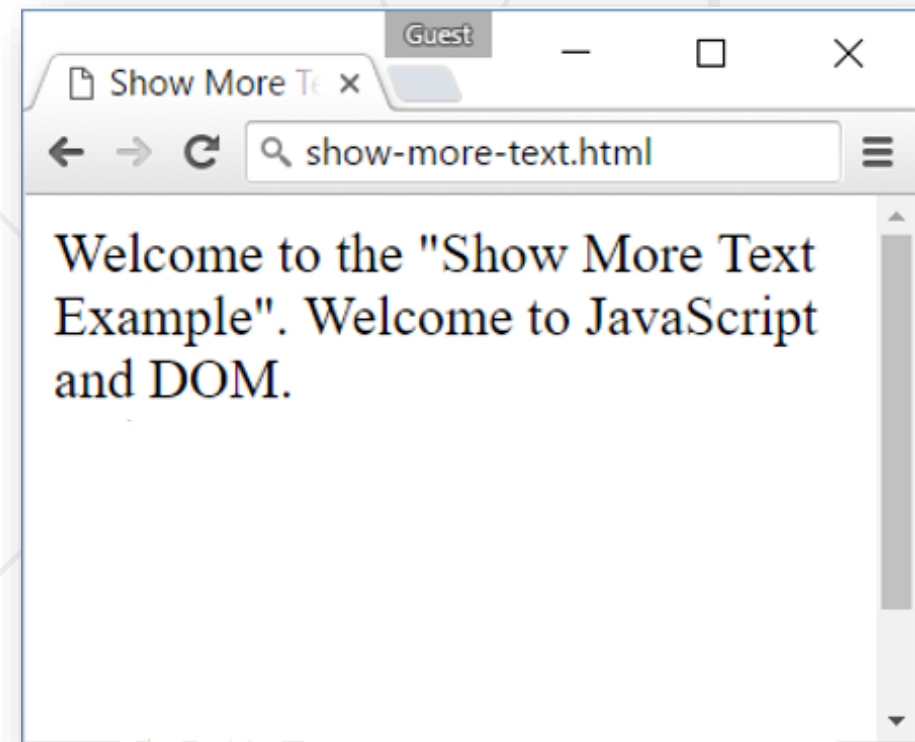 Guest
Show More Te
show-more-text.html
Welcome to the "Show More Text
Example". Welcome to JavaScript
and DOM.